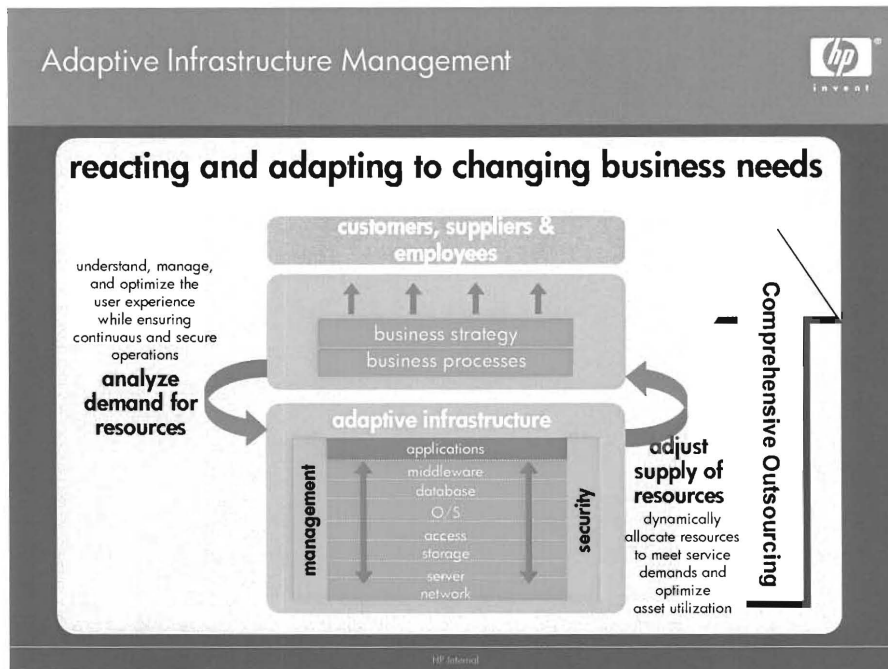 Adaptive Infrastructure Management
hp
®
invent
reacting and adapting to changing business needs
customers, suppliers &
employees
understand, manage,
and optimize the
user experience
while ensuring
continuous and secure
operations
analyze
demand for
resources
business strategy
business processes
adaptive infrastructure
management
applications
middleware
database
O/S
access
storage
server
network
security
adjust
supply of
resources
dynamically
allocate resources
to meet service
demands and
optimize
asset utilization
Comprehensive Outsourcing
HP Internal